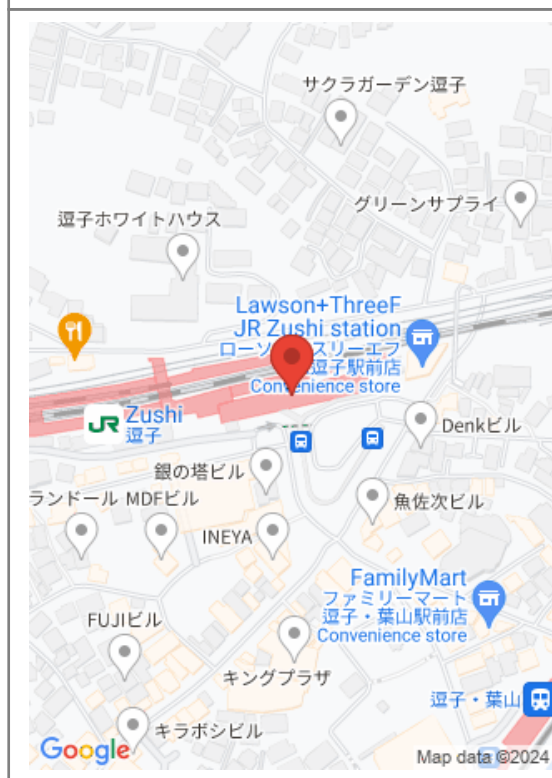 サクラガーデン逗子
グリーンサプライ
逗子ホワイトハウス
Lawson+ThreeF
JR Zushi station
ローソン スリーエフ
逗子駅前店
Convenience store
JR Zushi
逗子
Denkビル
銀の塔ビル
ランドール MDFビル
魚佐次ビル
INEYA
FamilyMart
ファミリーマート
逗子・葉山駅前店
Convenience store
FUJIビル
キングプラザ
逗子・葉山
キラボシビル
Google
Map data ©2024